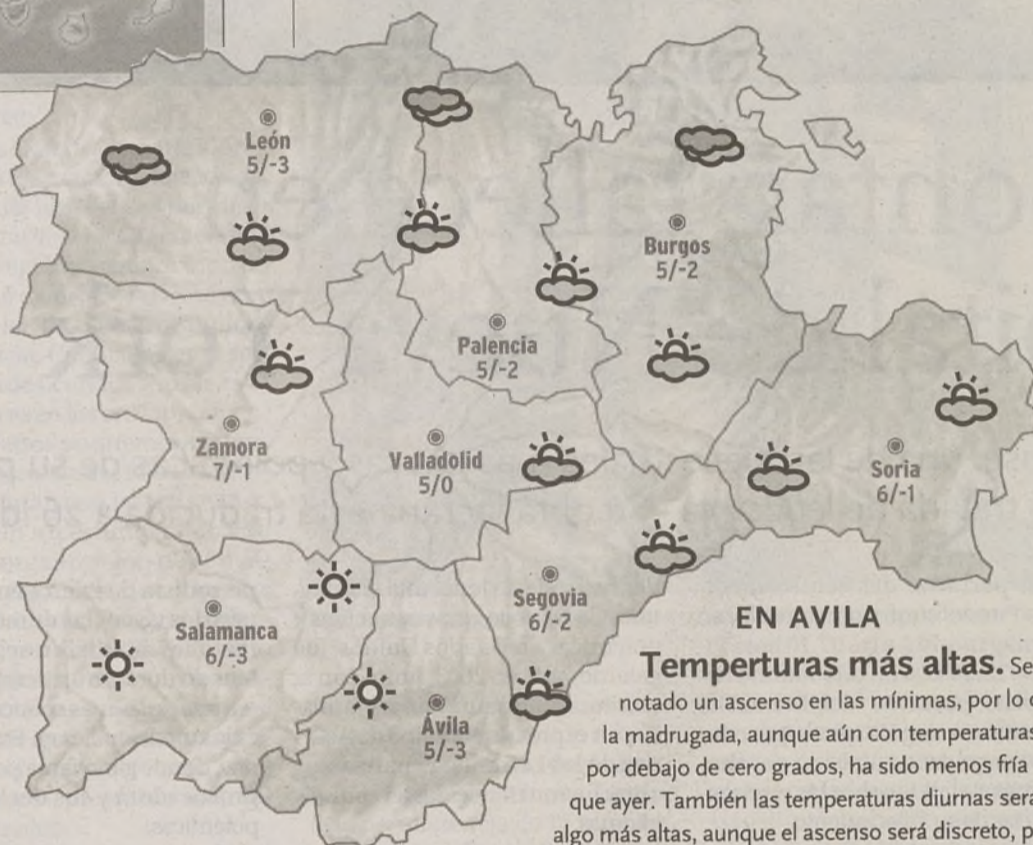 León
5/-3
Burgos
5/-2
Palencia
5/-2
Zamora
7/-1
Valladolid
5/0
Soria
6/-1
Segovia
6/-2
Salamanca
6/-3
Ávila
5/-3
EN AVILA
Temperturas más altas. Se
notado un ascenso en las mínimas, por lo
la madrugada, aunque aún con temperaturas
por debajo de cero grados, ha sido menos fría
que ayer. También las temperaturas diurnas
algo más altas, aunque el ascenso será discreto,